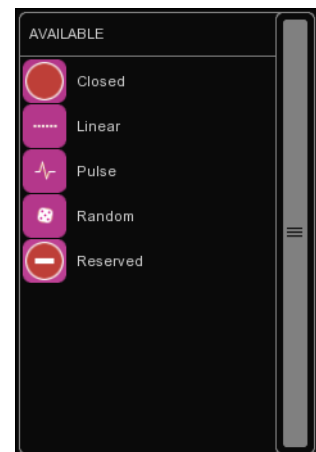 AVAILABLE
Closed
Linear
Pulse
Random
Reserved